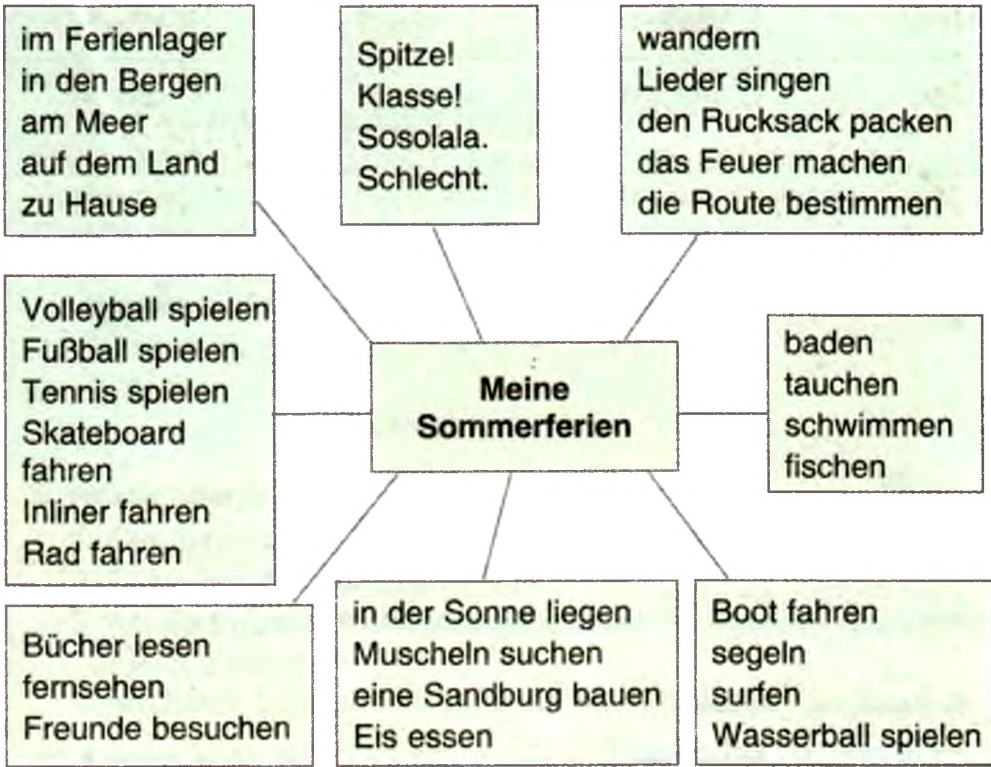 im Ferienlager
in den Bergen
am Meer
auf dem Land
zu Hause
Spitze!
Klasse!
Sosolala.
Schlecht.
wandern
Lieder singen
den Rucksack packen
das Feuer machen
die Route bestimmen
Volleyball spielen
Fußball spielen
Tennis spielen
Skateboard
fahren
Inliner fahren
Rad fahren
Meine
Sommerferien
baden
tauchen
schwimmen
fischen
Bücher lesen
fernsehen
Freunde besuchen
in der Sonne liegen
Muscheln suchen
eine Sandburg bauen
Eis essen
Boot fahren
segeln
surfen
Wasserball spielen